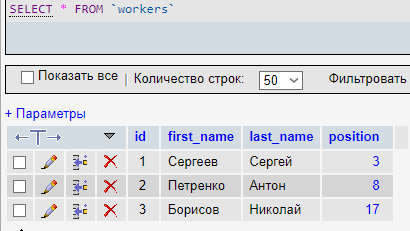 SELECT * FROM `workers`
Показать все | Количество строк: 50 Фильтровать
+ Параметры
id first_name last_name position
1 Сергеев Сергей 3
2 Петренко Антон 8
3 Борисов Николай 17